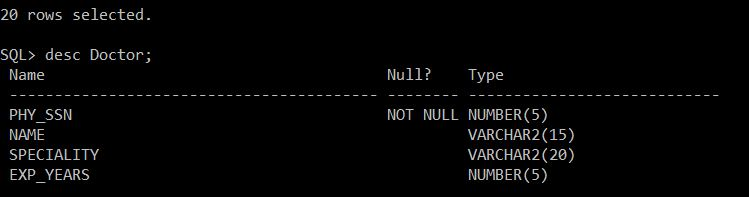 20 rows selected.
SQL> desc Doctor;
Name Null? Type
----------------------------------------- -------- ----------------------------
PHY_SSN NOT NULL NUMBER(5)
NAME VARCHAR2(15)
SPECIALITY VARCHAR2(20)
EXP_YEARS NUMBER(5)